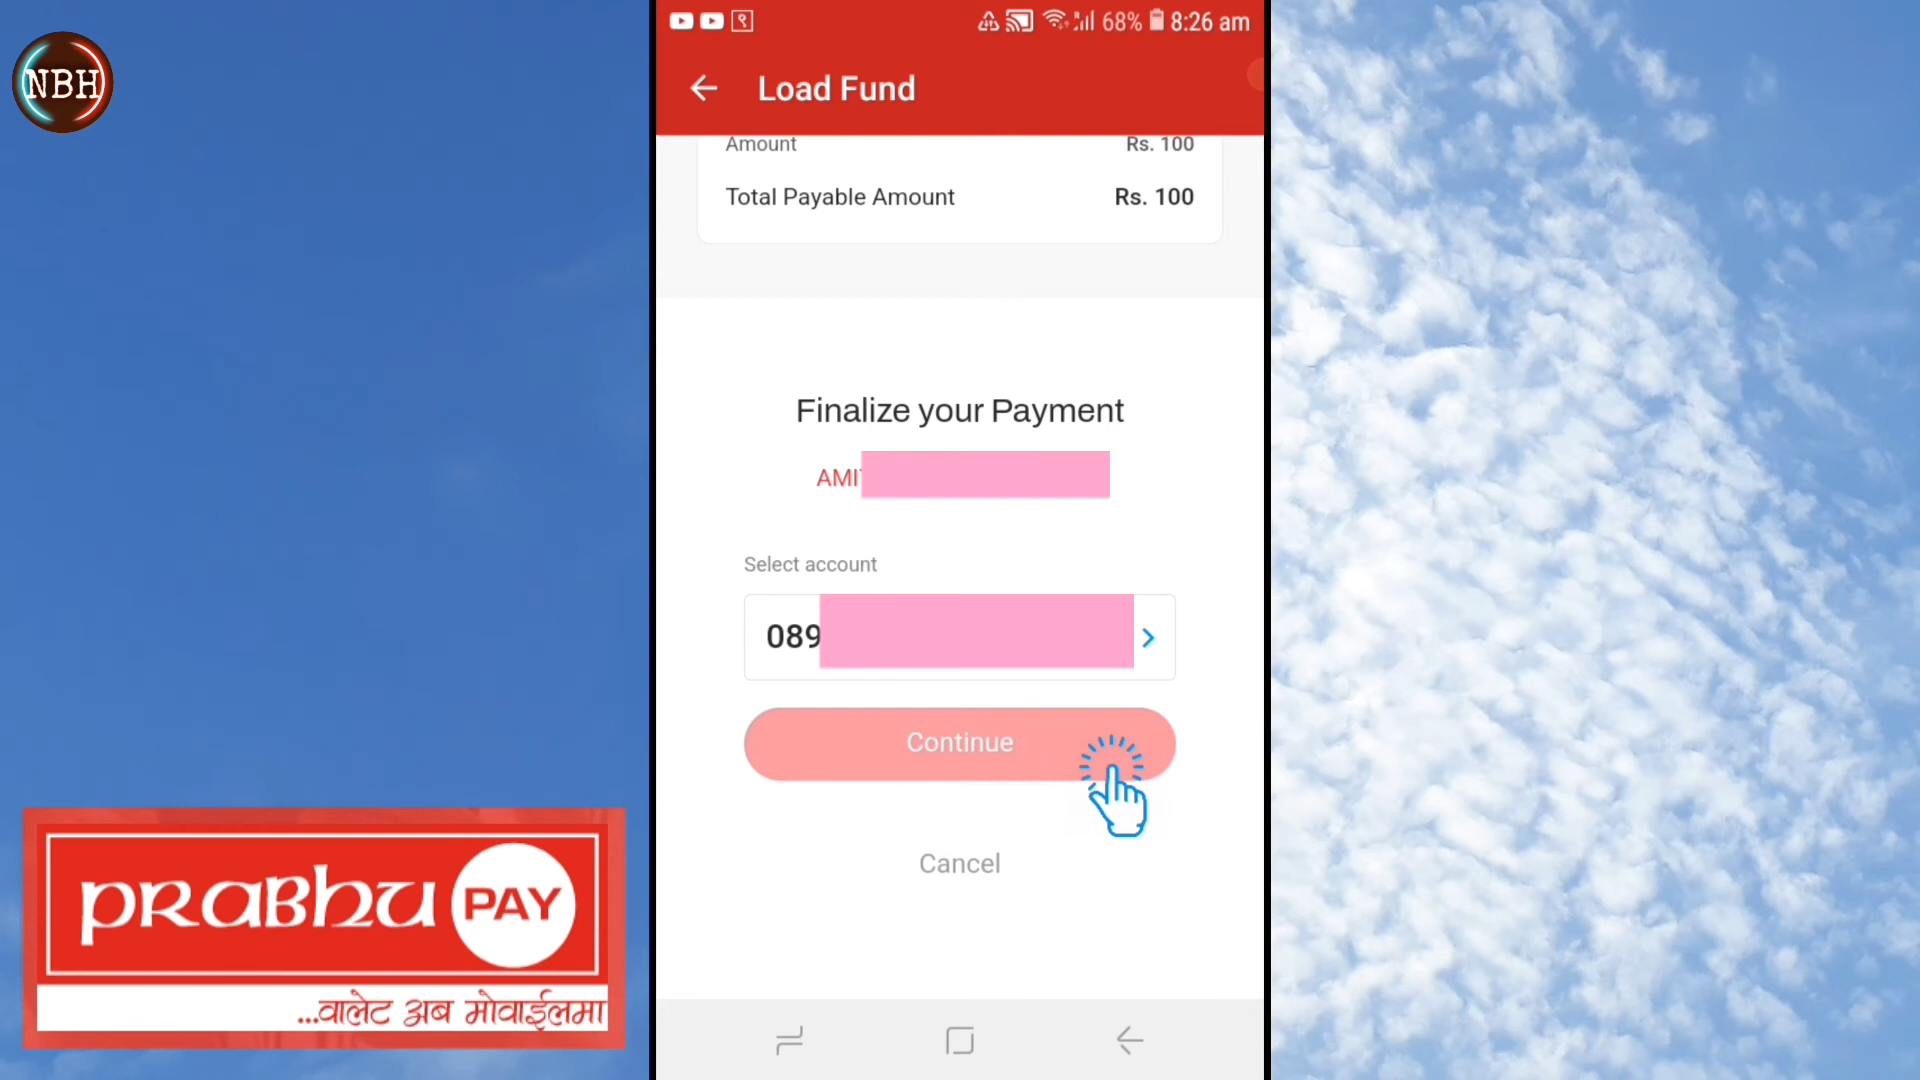 NBH
68% 8:26 am
Load Fund
Amount Rs. 100
Total Payable Amount Rs. 100
Finalize your Payment
AMI
Select account
089
Continue
Cancel
PRABHU PAY
...वालेट अब मोवाईलमा